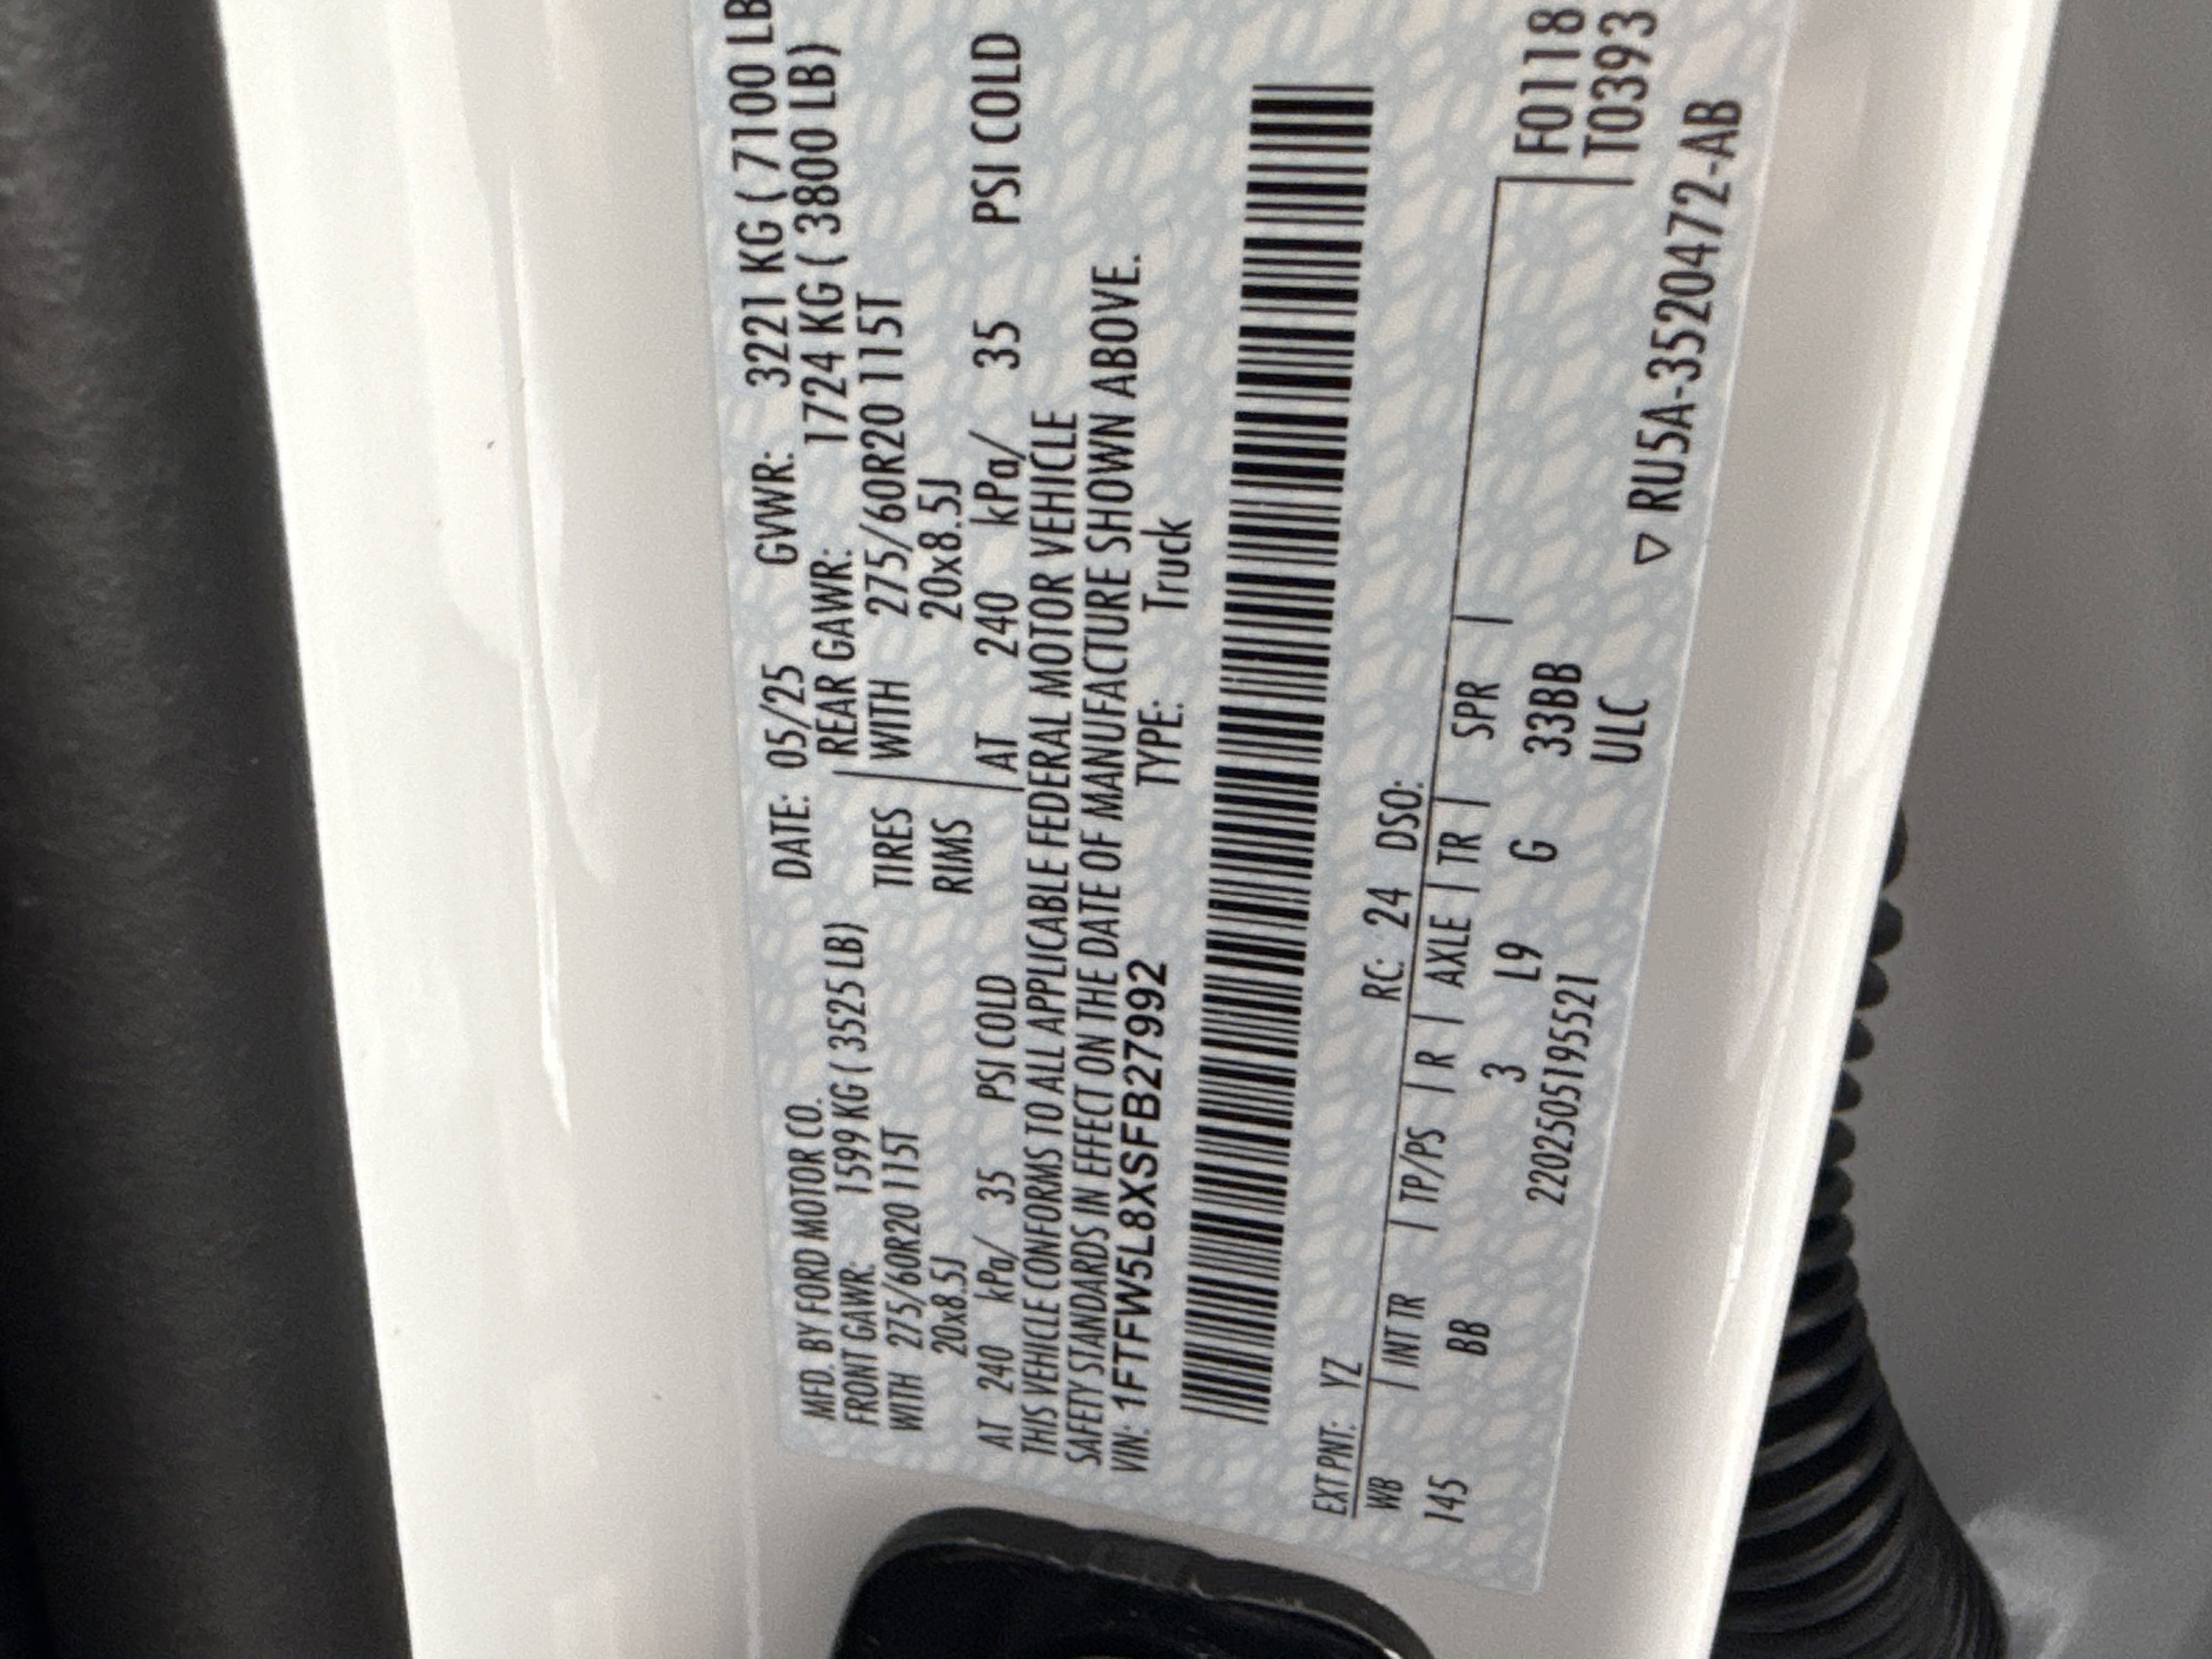 MFD. BY FORD MOTOR CO. DATE: 05/25 GVWR: 3221 KG ( 7100 LB
FRONT GAWR: 1599 KG ( 3525 LB) REAR GAWR: 1724 KG ( 3800 LB)
WITH 275/60R20 115T TIRES WITH 275/60R20 115T
20x8.5J RIMS 20x8.5J
AT 240 kPa/ 35 PSI COLD AT 240 kPa/ 35 PSI COLD
THIS VEHICLE CONFORMS TO ALL APPLICABLE FEDERAL MOTOR VEHICLE
SAFETY STANDARDS IN EFFECT ON THE DATE OF MANUFACTURE SHOWN ABOVE.
VIN: 1FTFW5L8XSFB27992 TYPE: Truck
EXT PNT: YZ RC: 24 DSO:
WB INT TR TP/PS R AXLE TR SPR F0118
145 BB 3 L9 G 33BB T0393
22025051955​21 ULC
▽ RU5A-3520472-AB